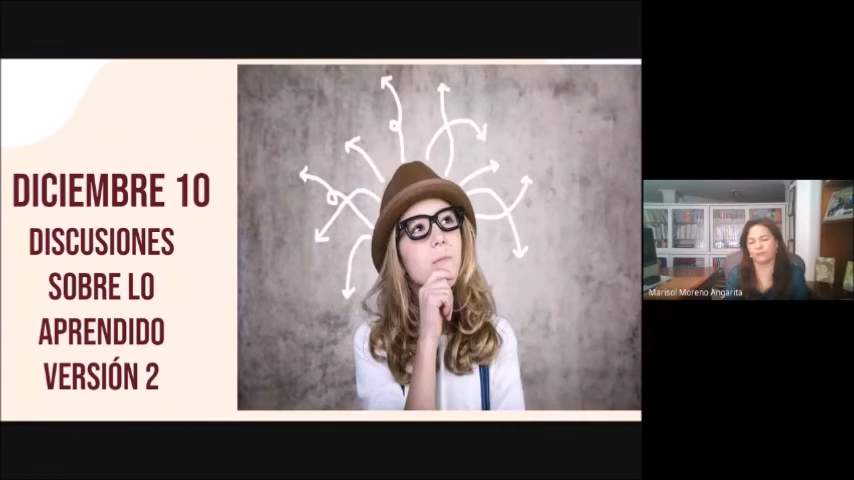 DICIEMBRE 10
DISCUSIONES
SOBRE LO
APRENDIDO
VERSIÓN 2
Marisol Moreno Angarita